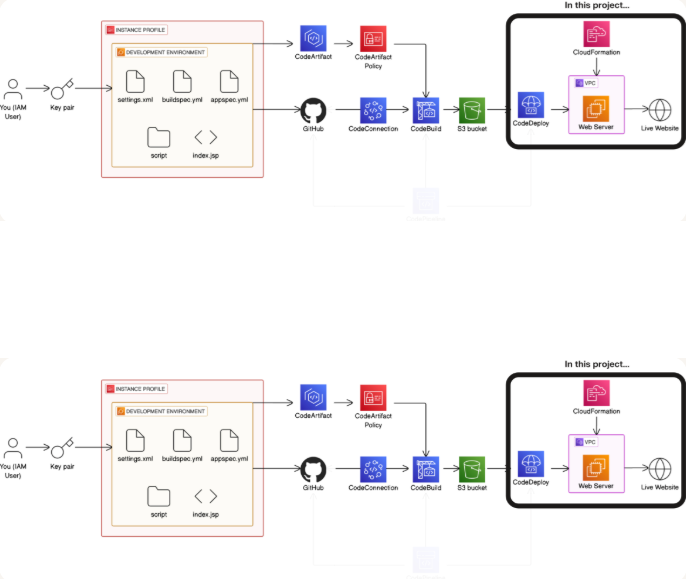 In this project...
INSTANCE PROFILE
DEVELOPMENT ENVIRONMENT
CloudFormation
CodeArtifact
CodeArtifact
Policy
settings.xml
buildspec.yml
appspec.yml
VPC
You (IAM
User)
Key pair
GitHub
CodeConnection
CodeBuild
S3 bucket
CodeDeploy
Web Server
Live Website
script
index.jsp
In this project...
INSTANCE PROFILE
DEVELOPMENT ENVIRONMENT
CloudFormation
CodeArtifact
CodeArtifact
Policy
settings.xml
buildspec.yml
appspec.yml
VPC
You (IAM
User)
Key pair
GitHub
CodeConnection
CodeBuild
S3 bucket
CodeDeploy
Web Server
Live Website
script
index.jsp